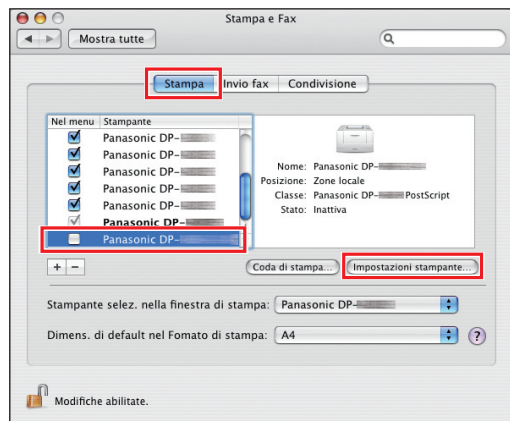 Stampa e Fax
Mostra tutte
Stampa Invio fax Condivisione
Nel menu Stampante
Panasonic DP-
Panasonic DP-
Panasonic DP-
Panasonic DP-
Panasonic DP-
Panasonic DP-
Panasonic DP-
Nome: Panasonic DP-
Posizione: Zone locale
Classe: Panasonic DP- PostScript
Stato: Inattiva
+ -
Coda di stampa... Impostazioni stampante...
Stampante selez. nella finestra di stampa: Panasonic DP-
Dimens. di default nel Fomato di stampa: A4 ?
Modifiche abilitate.